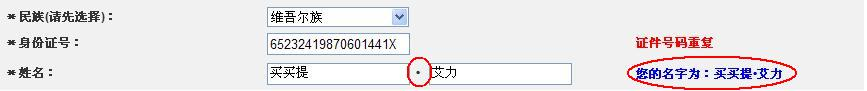 * 民族(请先选择)： 维吾尔族
* 身份证号： 65232419870601441X 证件号码重复
* 姓名： 买买提 • 艾力 您的名字为：买买提•艾力